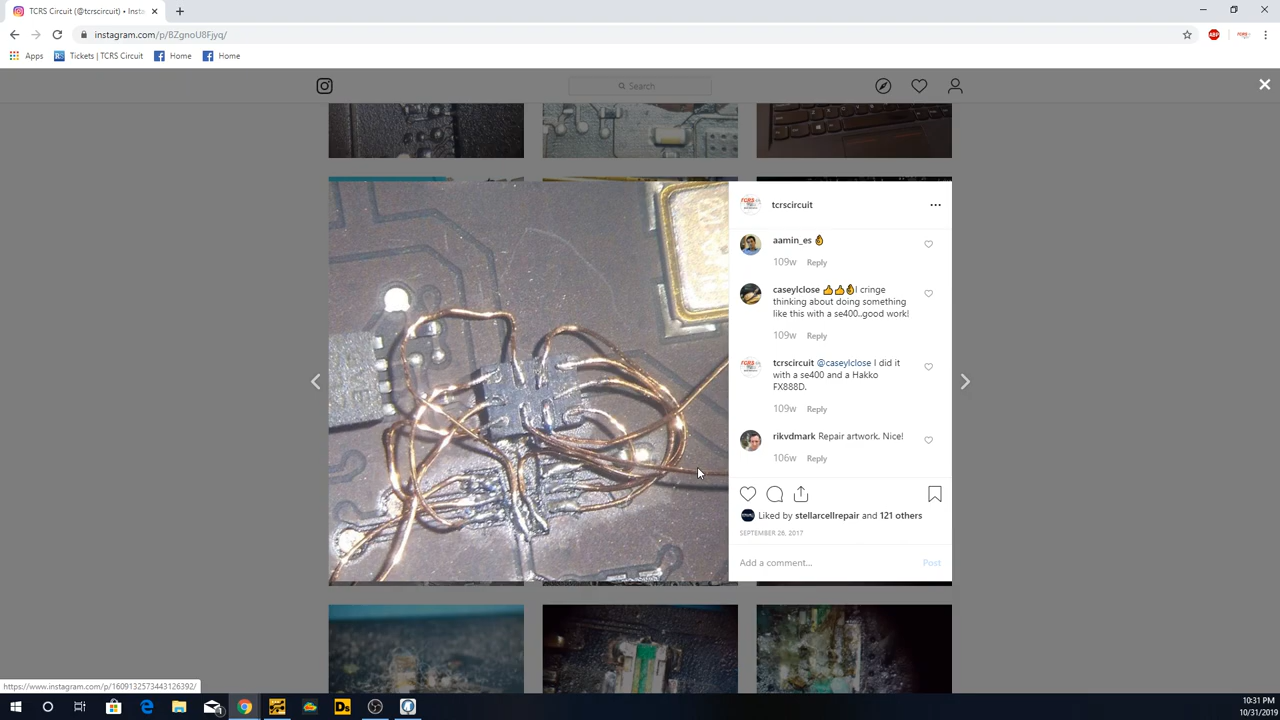 TCRS Circuit (@tcrscircuit) • Inst
instagram.com/p/BZgnoU8Fjyq/
ABP
Apps Tickets | TCRS Circuit Home Home
Search
tcrscircuit
aamin_es 👌
109w Reply
caseylclose 👍👍👌I cringe
thinking about doing something
like this with a se400..good work!
109w Reply
tcrscircuit @caseylclose I did it
with a se400 and a Hakko
FX888D.
109w Reply
rikvdmark Repair artwork. Nice!
106w Reply
Liked by stellarcellrepair and 121 others
SEPTEMBER 26, 2017
Add a comment... Post
https://www.instagram.com/p/1609132573443126392/
10:31 PM
10/31/2019